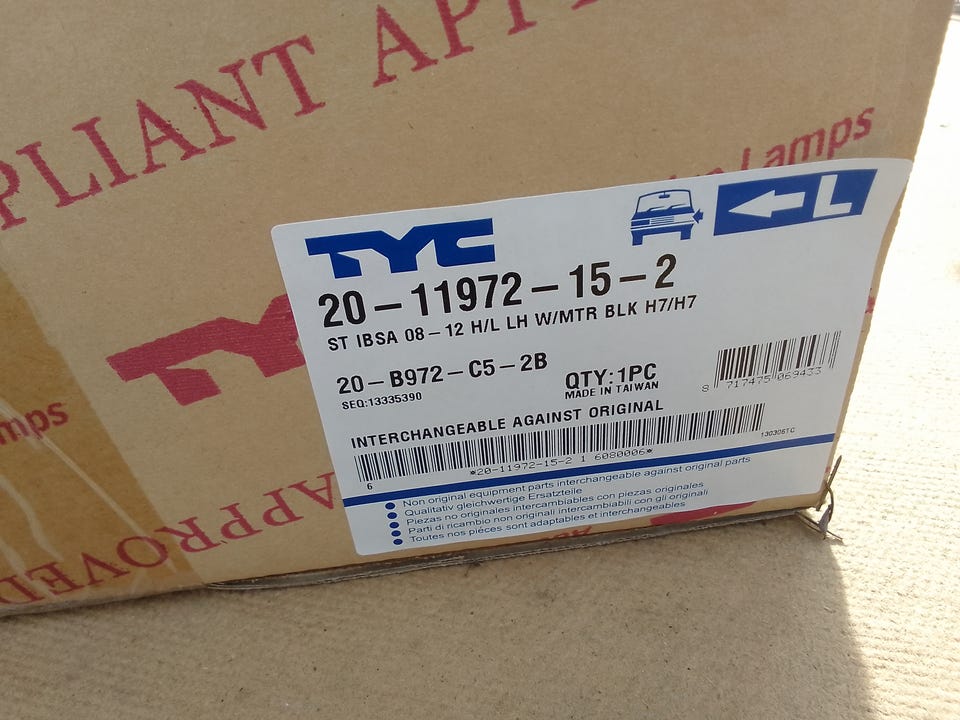 PLIANT APP
Lamps
TYC
L
20-11972-15-2
ST IBSA 08-12 H/L LH W/MTR BLK H7/H7
20-B972-C5-2B
SEQ:13335390
QTY:1PC
MADE IN TAIWAN
8 717475 069433
INTERCHANGEABLE AGAINST ORIGINAL
*20-11972-15-2 1 6080006*
6
130306TC
Non original equipment parts interchangeable against original parts
Qualitativ gleichwertige Ersatzteile
Piezas no originales intercambiables con piezas originales
Parti di ricambio non originali intercambiabili con gli originali
Toutes nos pièces sont adaptables et interchangeables
TYC
mps
APPROVED